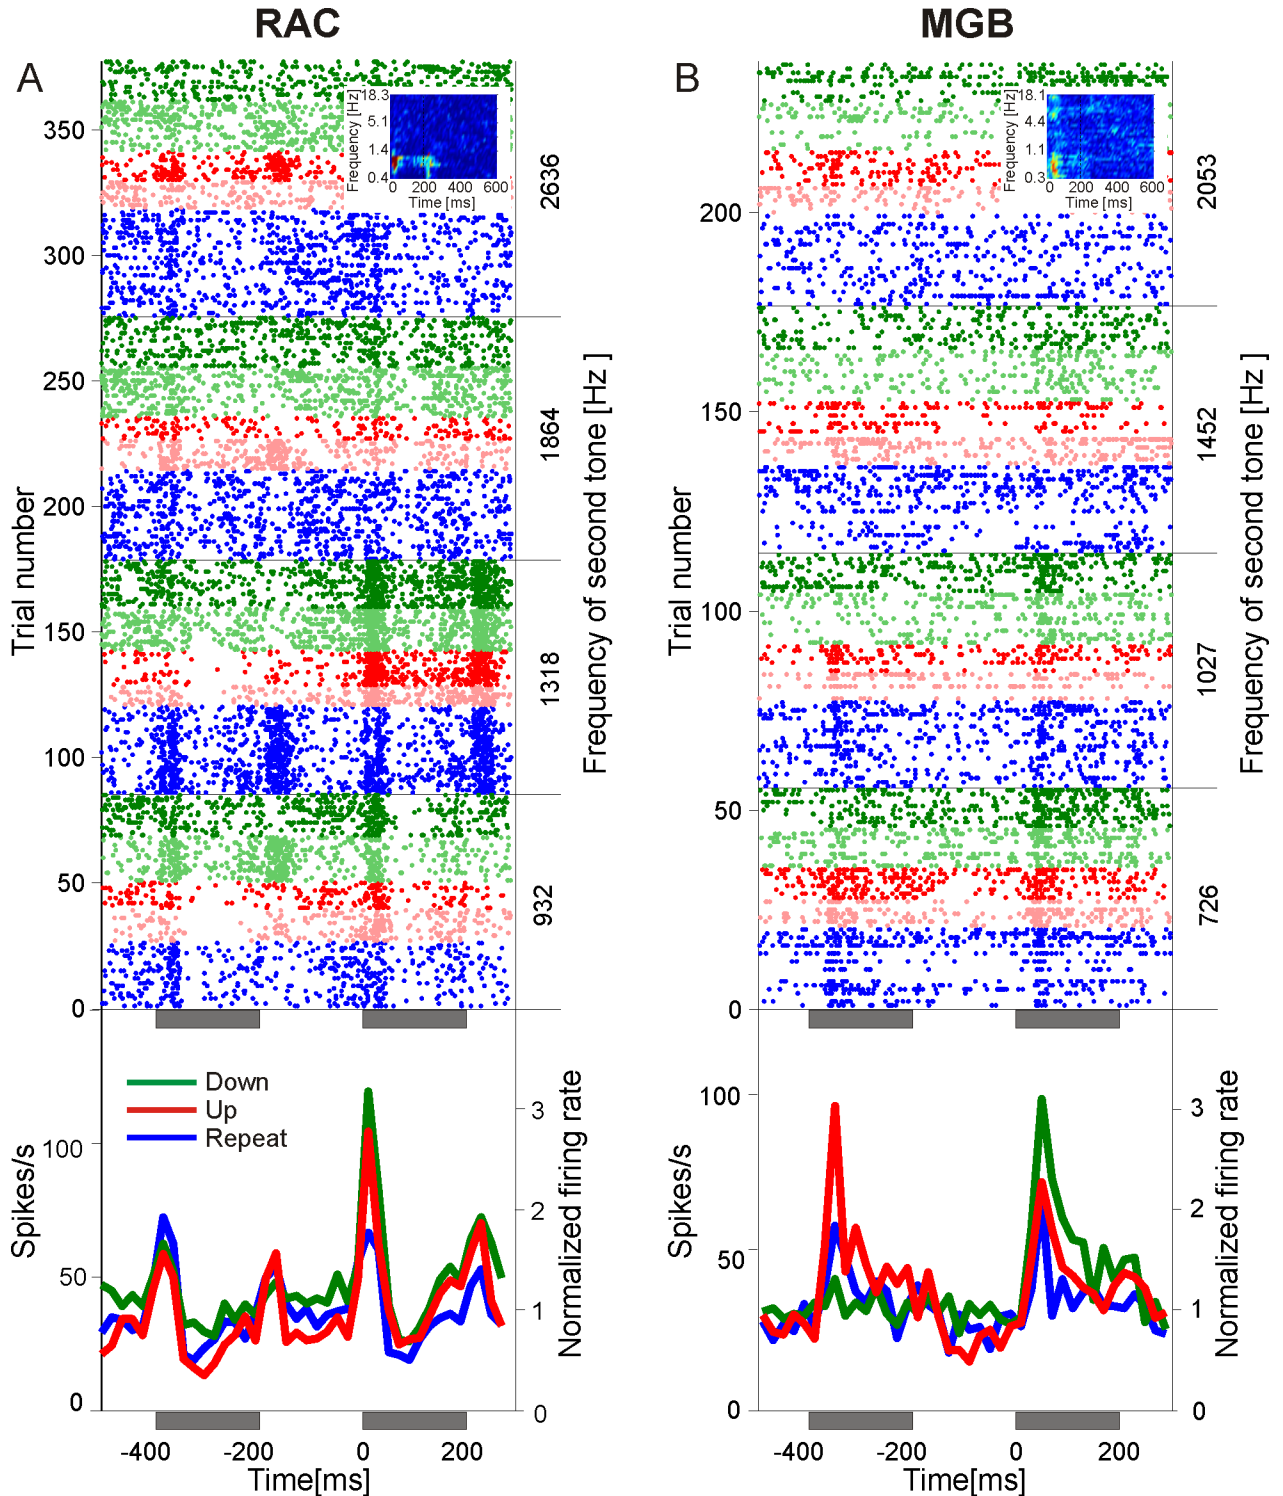 RAC
MGB
A
B
Trial number
350
300
250
200
150
100
50
0
Frequency [Hz]
18.3
5.1
1.4
0.4
0
200
400
600
Time [ms]
2636
1864
1318
932
Frequency of second tone [Hz ]
Trial number
200
150
100
50
0
Frequency [Hz]
18.1
4.4
1.1
0.3
0
200
400
600
Time [ms]
2053
1452
1027
726
Frequency of second tone [Hz ]
Down
Up
Repeat
Spikes/s
100
50
0
3
2
1
0
Normalized firing rate
-400
-200
0
200
Time[ms]
Spikes/s
100
50
0
3
2
1
0
Normalized firing rate
-400
-200
0
200
Time[ms]